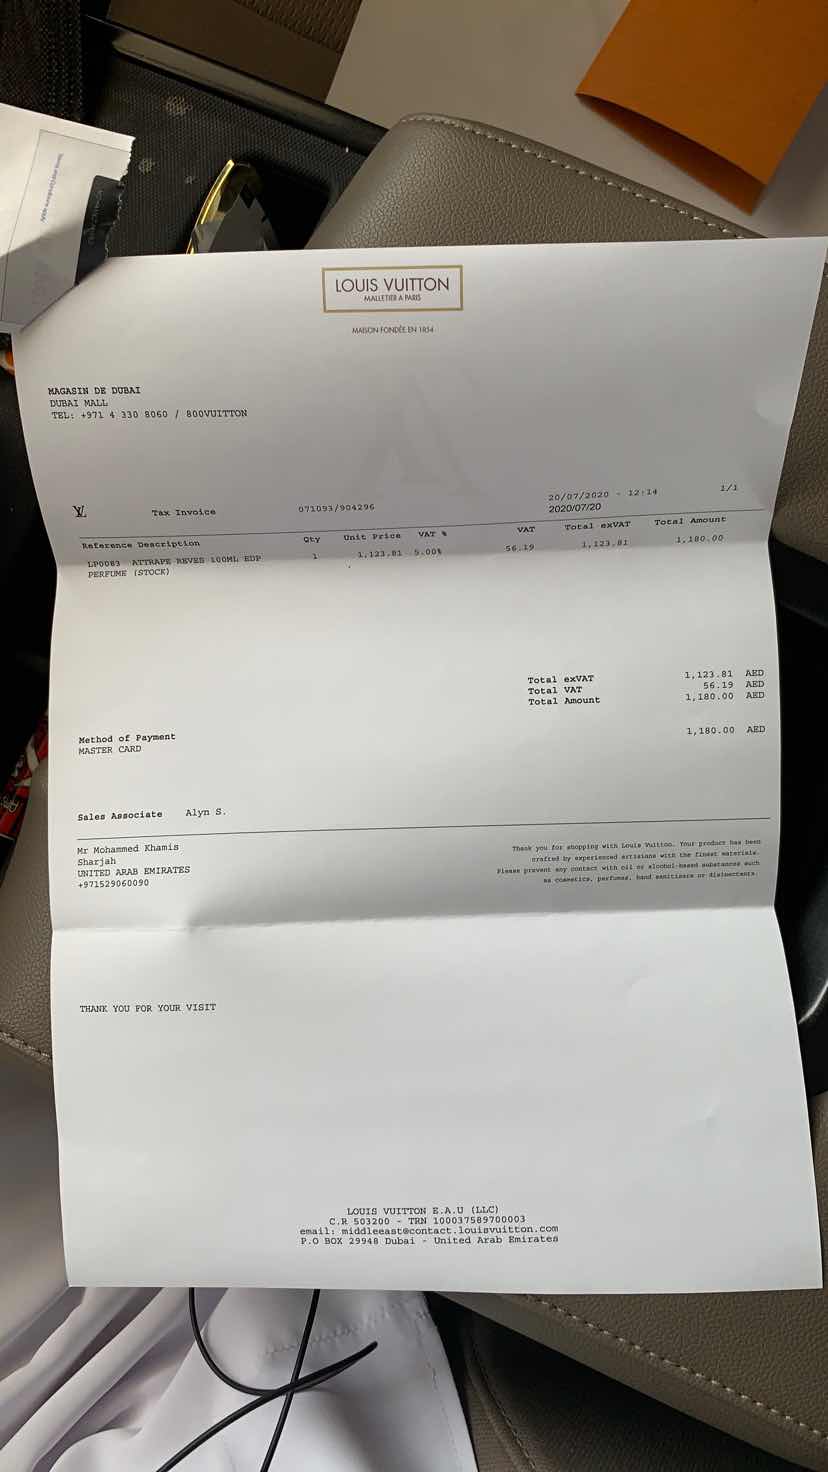 LOUIS VUITTON
MALLETIER A PARIS
MAISON FONDÉE EN 1854
MAGASIN DE DUBAI
DUBAI MALL
TEL: +971 4 330 8060 / 800VUITTON
LV Tax Invoice 071093/904296 20/07/2020 - 12:14 1/1
2020/07/20
Reference Description Qty Unit Price VAT % VAT Total exVAT Total Amount
LP0083 ATTRAPE REVES 100ML EDP 1 1,123.81 5.00% 56.19 1,123.81 1,180.00
PERFUME (STOCK)
Total exVAT 1,123.81 AED
Total VAT 56.19 AED
Total Amount 1,180.00 AED
Method of Payment
MASTER CARD 1,180.00 AED
Sales Associate Alyn S.
Mr Mohammed Khamis
Sharjah
UNITED ARAB EMIRATES
+971529060090
Thank you for shopping with Louis Vuitton. Your product has been
crafted by experienced artisians with the finest materials.
Please prevent any contact with oil or alcohol-based substances such
as cosmetics, perfumes, hand sanitizers or disinfectants.
THANK YOU FOR YOUR VISIT
LOUIS VUITTON E.A.U (LLC)
C.R 503200 - TRN 100037589700003
email: middleeast@contact.louisvuitton.com
P.O BOX 29948 Dubai - United Arab Emirates